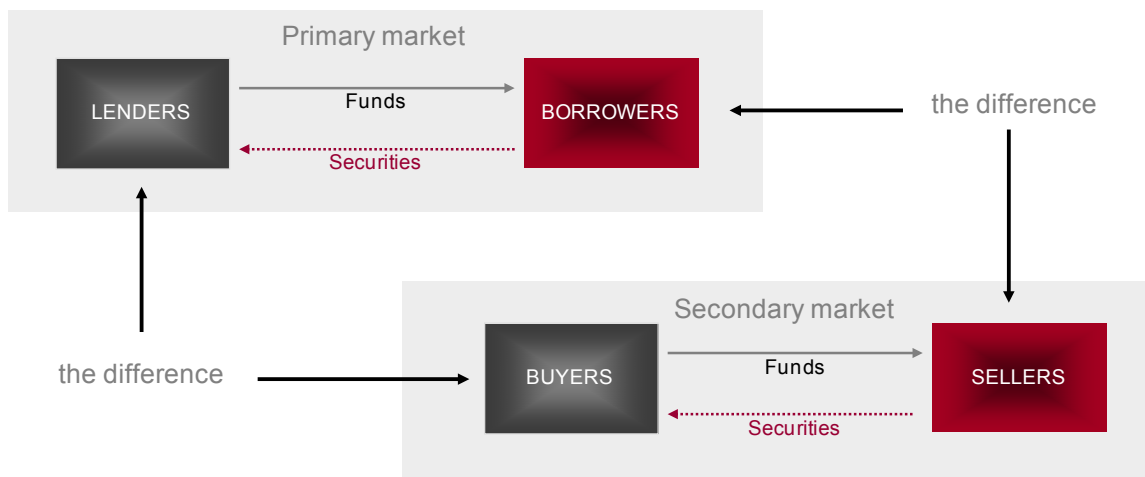 Primary market
LENDERS
Funds
BORROWERS
Securities
the difference
Secondary market
the difference
BUYERS
Funds
SELLERS
Securities